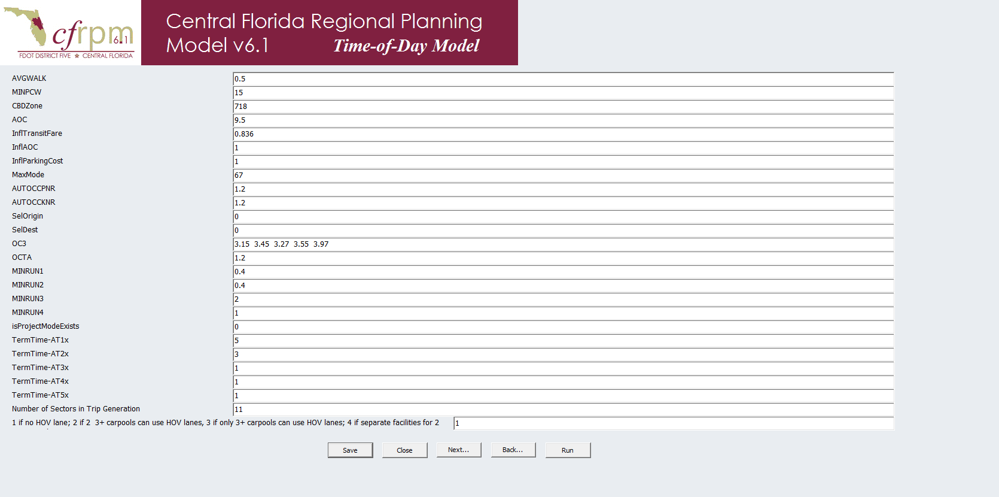 cfrpm 6.1
FDOT DISTRICT FIVE ★ CENTRAL FLORIDA
Central Florida Regional Planning
Model v6.1 Time-of-Day Model
AVGWALK 0.5
MINPCW 15
CBDZone 718
AOC 9.5
InflTransitFare 0.836
InflAOC 1
InflParkingCost 1
MaxMode 67
AUTOCCPNR 1.2
AUTOCCKNR 1.2
SelOrigin 0
SelDest 0
OC3 3.15 3.45 3.27 3.55 3.97
OCTA 1.2
MINRUN1 0.4
MINRUN2 0.4
MINRUN3 2
MINRUN4 1
isProjectModeExists 0
TermTime-AT1x 5
TermTime-AT2x 3
TermTime-AT3x 1
TermTime-AT4x 1
TermTime-AT5x 1
Number of Sectors in Trip Generation 11
1 if no HOV lane; 2 if 2 3+ carpools can use HOV lanes, 3 if only 3+ carpools can use HOV lanes; 4 if separate facilities for 2 1
Save Close Next... Back... Run